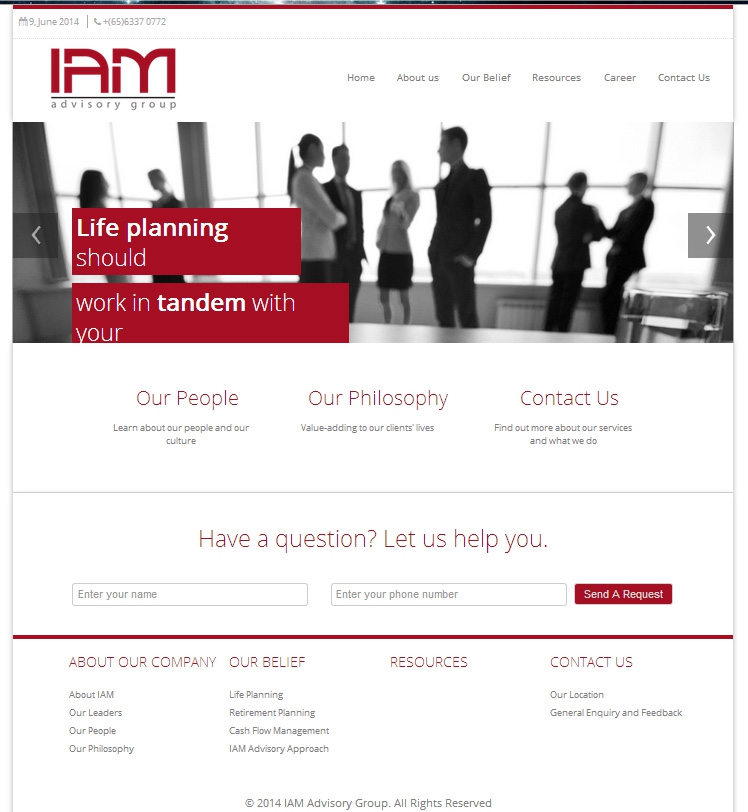 9, June 2014 +(65)6337 0772
IAM
advisory group
Home About us Our Belief Resources Career Contact Us
Life planning
should
work in tandem with
your
Our People Our Philosophy Contact Us
Learn about our people and our Value-adding to our clients' lives Find out more about our services
culture and what we do
Have a question? Let us help you.
Enter your name Enter your phone number Send A Request
ABOUT OUR COMPANY OUR BELIEF RESOURCES CONTACT US
About IAM Life Planning Our Location
Our Leaders Retirement Planning General Enquiry and Feedback
Our People Cash Flow Management
Our Philosophy IAM Advisory Approach
© 2014 IAM Advisory Group. All Rights Reserved